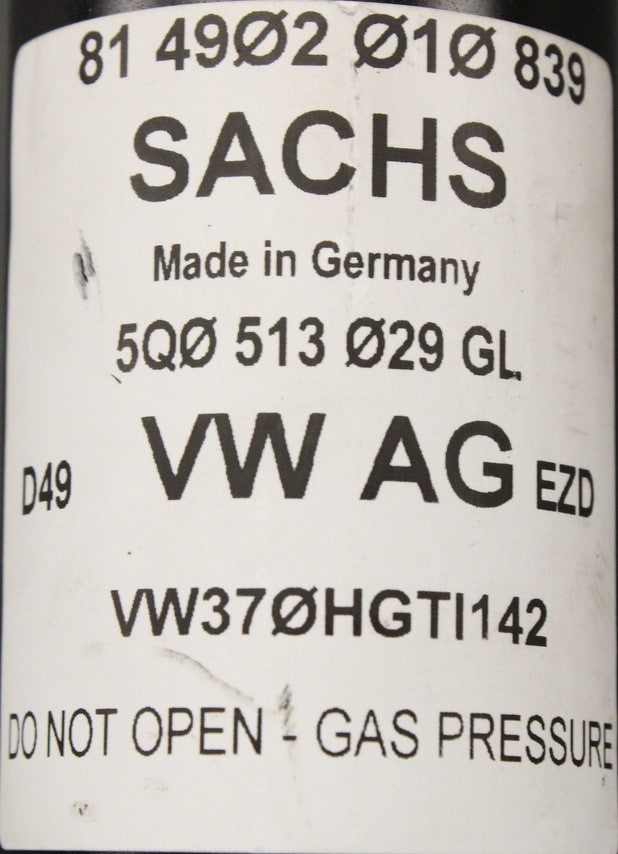 81 49Ø2 Ø1Ø 839
SACHS
Made in Germany
5QØ 513 Ø29 GL
D49 VW AG EZD
VW37ØHGTI142
DO NOT OPEN - GAS PRESSURE